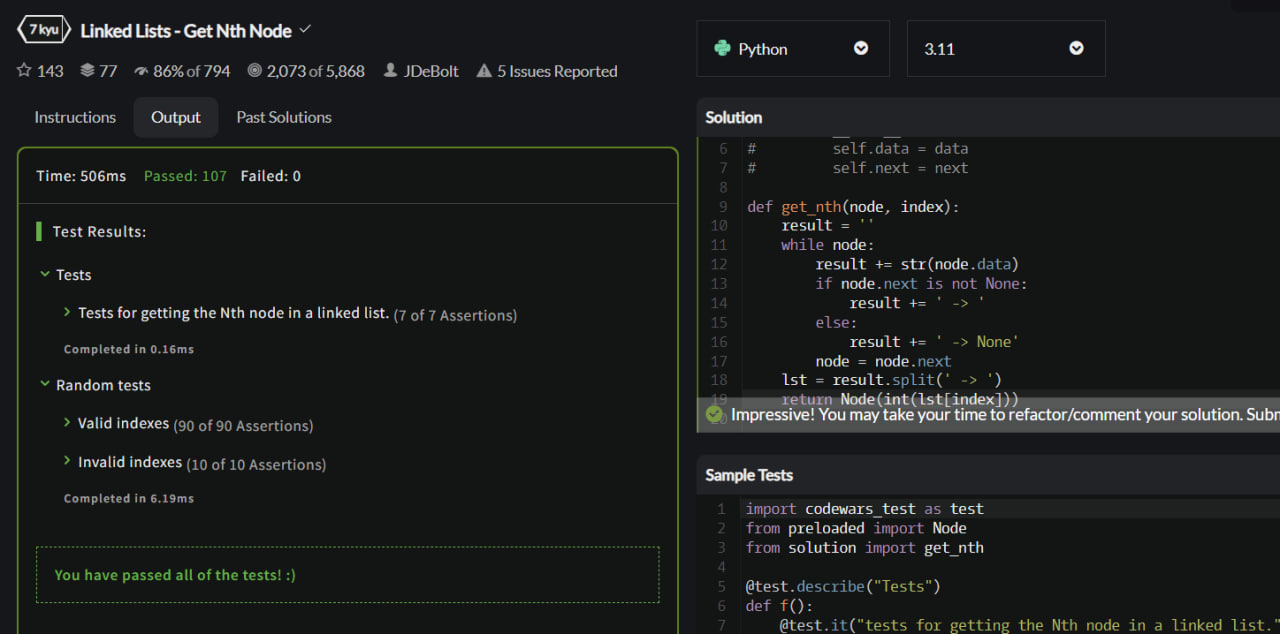 7 kyu Linked Lists - Get Nth Node
143 77 86% of 794 2,073 of 5,868 JDeBolt 5 Issues Reported
Instructions Output Past Solutions
Time: 506ms Passed: 107 Failed: 0
Test Results:
Tests
Tests for getting the Nth node in a linked list. (7 of 7 Assertions)
Completed in 0.16ms
Random tests
Valid indexes (90 of 90 Assertions)
Invalid indexes (10 of 10 Assertions)
Completed in 6.19ms
You have passed all of the tests! :)
Python 3.11
Solution
6 #         self.data = data
7 #         self.next = next
8
9 def get_nth(node, index):
10     result = ''
11     while node:
12         result += str(node.data)
13         if node.next is not None:
14             result += ' -> '
15         else:
16             result += ' -> None'
17         node = node.next
18     lst = result.split(' -> ')
19     return Node(int(lst[index]))
20
Impressive! You may take your time to refactor/comment your solution. Subm
Sample Tests
1 import codewars_test as test
2 from preloaded import Node
3 from solution import get_nth
4
5 @test.describe("Tests")
6 def f():
7     @test.it("tests for getting the Nth node in a linked list."